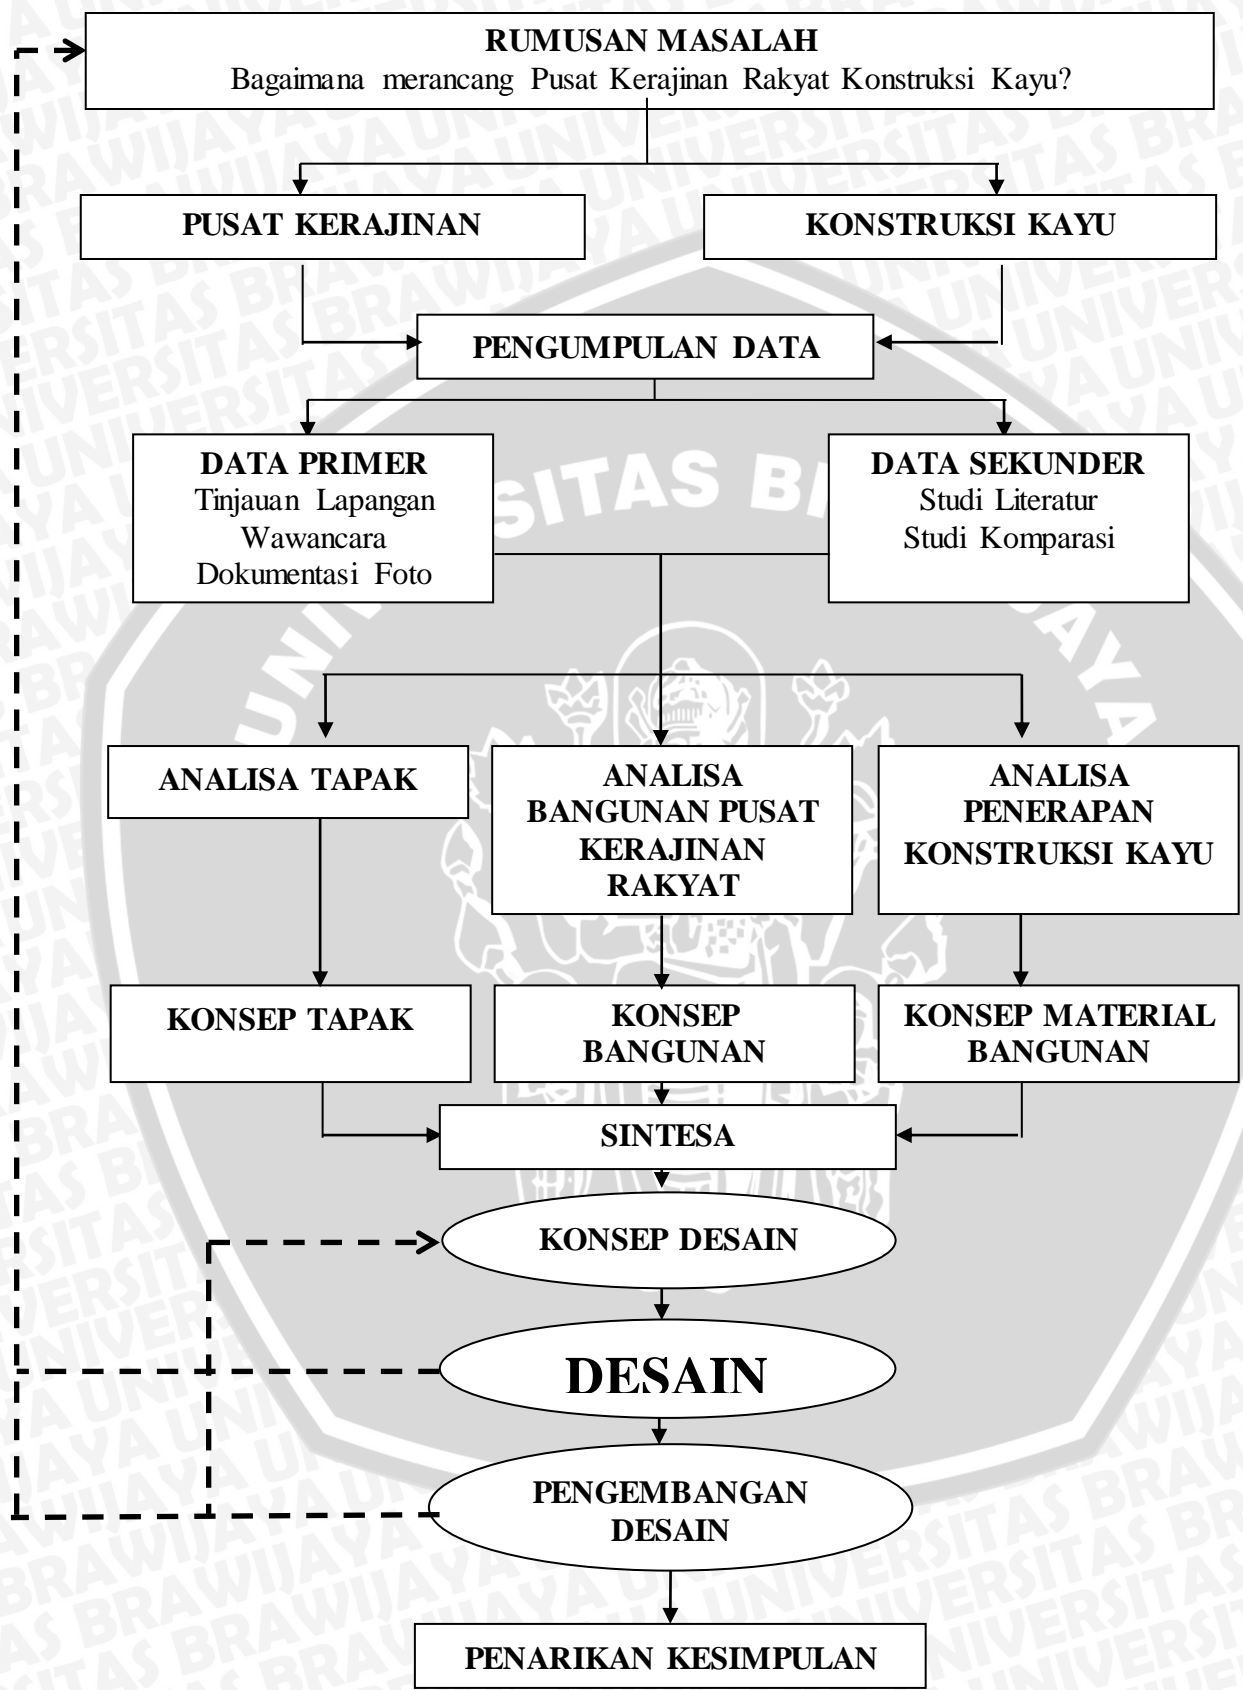 RUMUSAN MASALAH
Bagaimana merancang Pusat Kerajinan Rakyat Konstruksi Kayu?
PUSAT KERAJINAN
KONSTRUKSI KAYU
PENGUMPULAN DATA
DATA PRIMER
Tinjauan Lapangan
Wawancara
Dokumentasi Foto
DATA SEKUNDER
Studi Literatur
Studi Komparasi
ANALISA TAPAK
ANALISA
BANGUNAN PUSAT
KERAJINAN
RAKYAT
ANALISA
PENERAPAN
KONSTRUKSI KAYU
KONSEP TAPAK
KONSEP
BANGUNAN
KONSEP MATERIAL
BANGUNAN
SINTESA
KONSEP DESAIN
DESAIN
PENGEMBANGAN
DESAIN
PENARIKAN KESIMPULAN